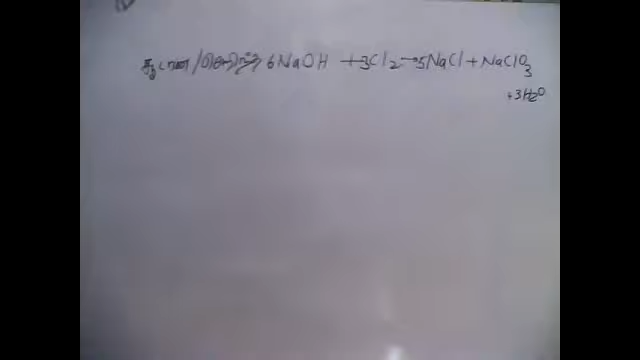 சூடான / செறிந்த 6NaOH + 3Cl₂ → 5NaCl + NaClO₃
+ 3H₂O